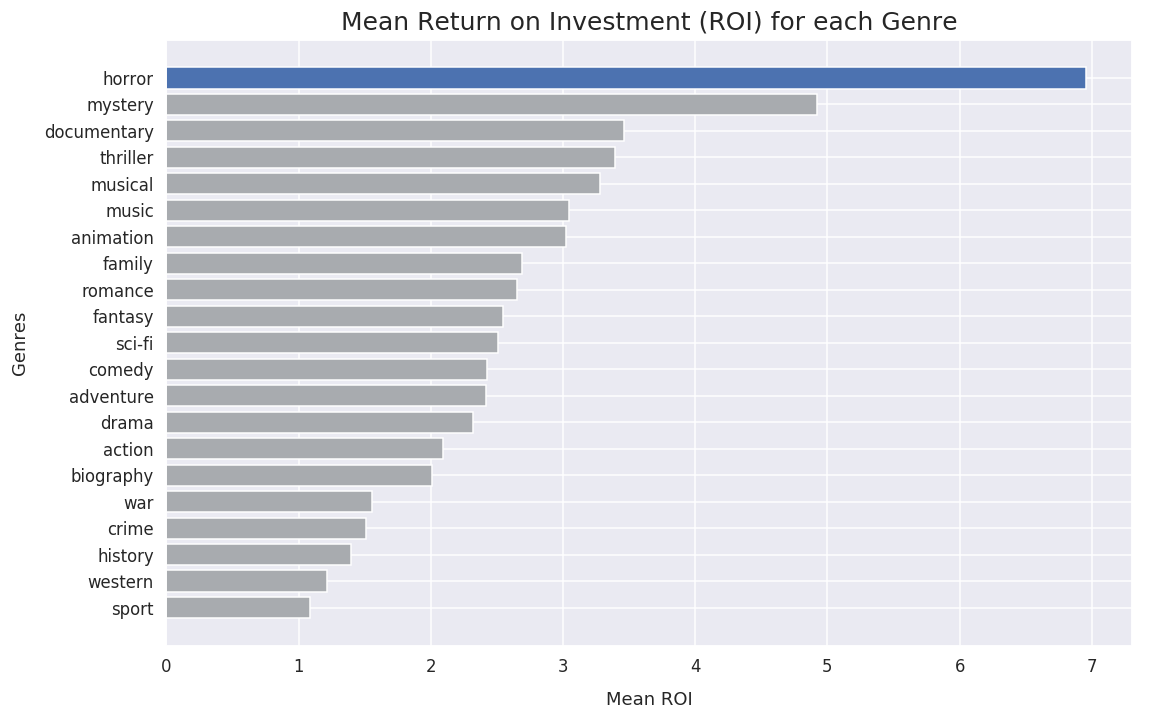 Mean Return on Investment (ROI) for each Genre
horror
mystery
documentary
thriller
musical
music
animation
family
romance
fantasy
sci-fi
comedy
adventure
drama
action
biography
war
crime
history
western
sport
Genres
0 1 2 3 4 5 6 7
Mean ROI